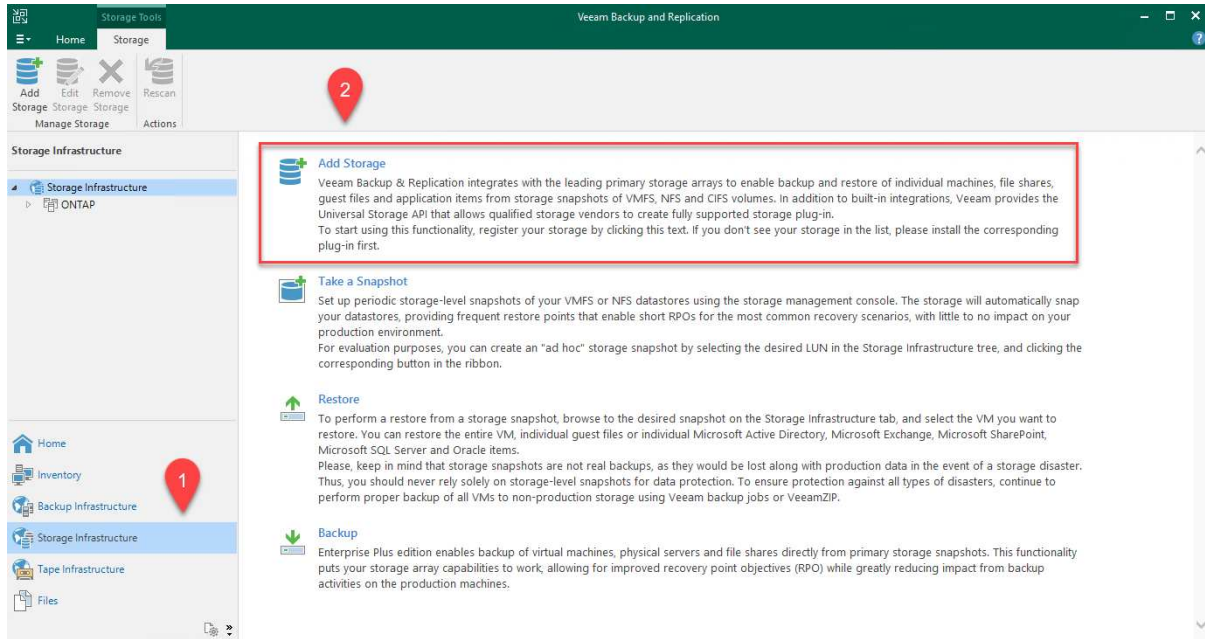 Storage Tools
Veeam Backup and Replication
Home
Storage
Add
Storage
Edit
Storage
Remove
Storage
Rescan
Manage Storage
Actions
2
Storage Infrastructure
Storage Infrastructure
ONTAP
Add Storage
Veeam Backup & Replication integrates with the leading primary storage arrays to enable backup and restore of individual machines, file shares,
guest files and application items from storage snapshots of VMFS, NFS and CIFS volumes. In addition to built-in integrations, Veeam provides the
Universal Storage API that allows qualified storage vendors to create fully supported storage plug-in.
To start using this functionality, register your storage by clicking this text. If you don't see your storage in the list, please install the corresponding
plug-in first.
Take a Snapshot
Set up periodic storage-level snapshots of your VMFS or NFS datastores using the storage management console. The storage will automatically snap
your datastores, providing frequent restore points that enable short RPOs for the most common recovery scenarios, with little to no impact on your
production environment.
For evaluation purposes, you can create an "ad hoc" storage snapshot by selecting the desired LUN in the Storage Infrastructure tree, and clicking the
corresponding button in the ribbon.
Restore
To perform a restore from a storage snapshot, browse to the desired snapshot on the Storage Infrastructure tab, and select the VM you want to
restore. You can restore the entire VM, individual guest files or individual Microsoft Active Directory, Microsoft Exchange, Microsoft SharePoint,
Microsoft SQL Server and Oracle items.
Please, keep in mind that storage snapshots are not real backups, as they would be lost along with production data in the event of a storage disaster.
Thus, you should never rely solely on storage-level snapshots for data protection. To ensure protection against all types of disasters, continue to
perform proper backup of all VMs to non-production storage using Veeam backup jobs or VeeamZIP.
Backup
Enterprise Plus edition enables backup of virtual machines, physical servers and file shares directly from primary storage snapshots. This functionality
puts your storage array capabilities to work, allowing for improved recovery point objectives (RPO) while greatly reducing impact from backup
activities on the production machines.
Home
Inventory
1
Backup Infrastructure
Storage Infrastructure
Tape Infrastructure
Files